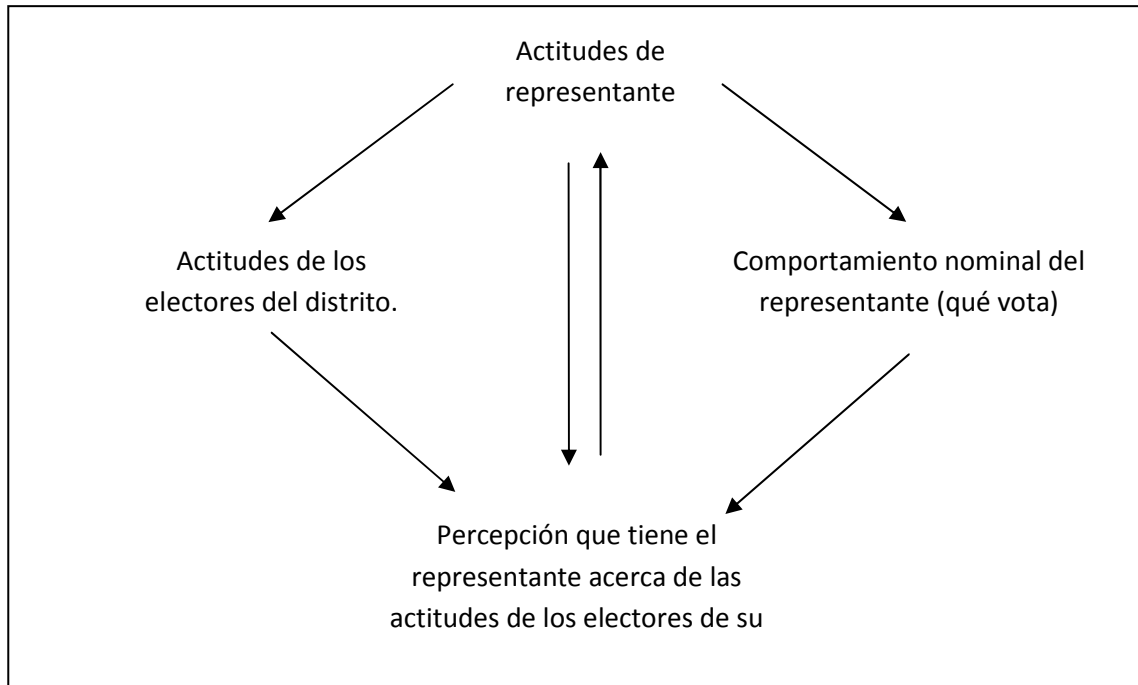 Actitudes de
representante
Actitudes de los
electores del distrito.
Comportamiento nominal del
representante (qué vota)
Percepción que tiene el
representante acerca de las
actitudes de los electores de su